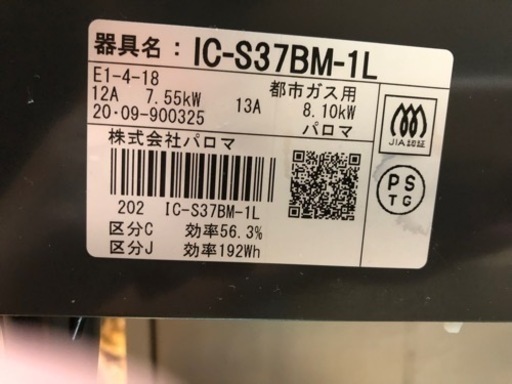 器具名：IC-S37BM-1L
E1-4-18 都市ガス用
12A 7.55kW 13A 8.10kW
20・09-900325 パロマ
株式会社パロマ
JIA認証
PS
TG
202 IC-S37BM-1L
区分C 効率56.3%
区分J 効率192Wh